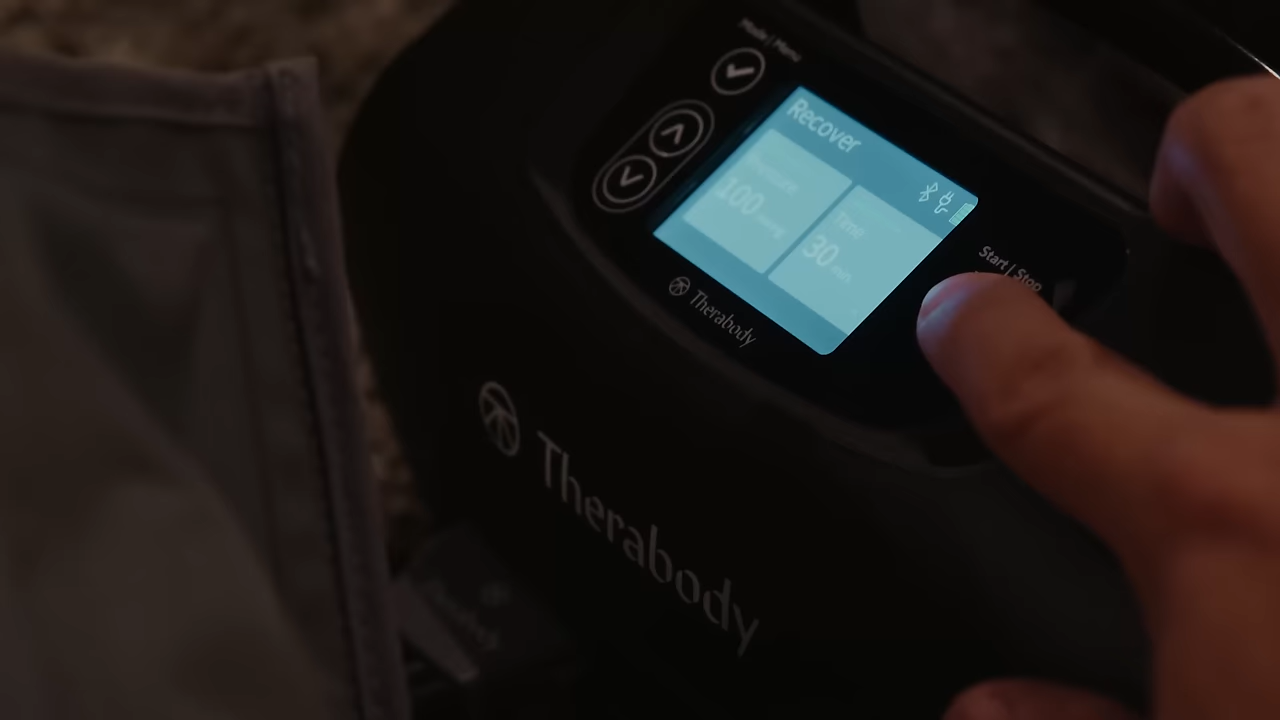 Mode | Menu
Recover
Pressure
100 mmHg
Time
30 min.
Start | Stop
Therabody
Therabody